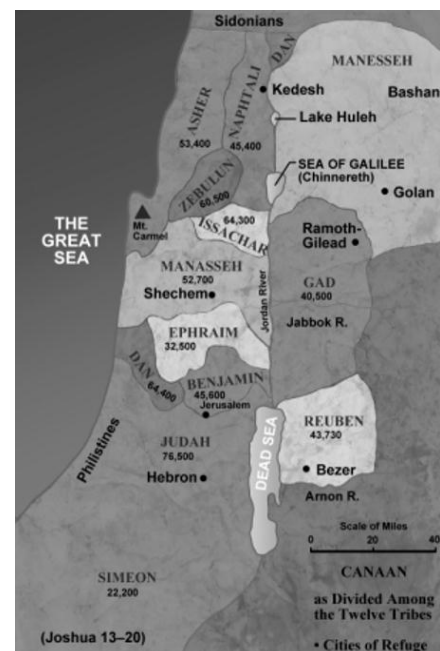 Sidonians
DAN
MANESSEH
Bashan
Kedesh
NAPHTALI
45,400
ASHER
53,400
Lake Huleh
SEA OF GALILEE
(Chinnereth)
Golan
ZEBULUN
60,500
THE
GREAT
SEA
Mt.
Carmel
64,300
ISSACHAR
Ramoth-
Gilead
MANASSEH
52,700
Shechem
Jordan River
GAD
40,500
Jabbok R.
EPHRAIM
32,500
DAN
64,400
BENJAMIN
45,600
Jerusalem
Philistines
JUDAH
76,500
Hebron
DEAD SEA
REUBEN
43,730
Bezer
Arnon R.
Scale of Miles
0 20 40
SIMEON
22,200
CANAAN
as Divided Among
the Twelve Tribes
(Joshua 13–20)
▪ Cities of Refuge